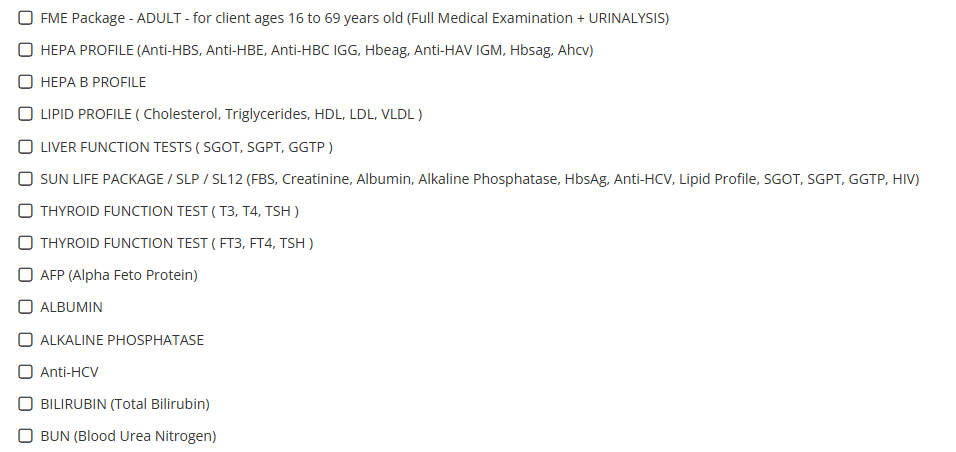 FME Package - ADULT - for client ages 16 to 69 years old (Full Medical Examination + URINALYSIS)
HEPA PROFILE (Anti-HBS, Anti-HBE, Anti-HBC IGG, Hbeag, Anti-HAV IGM, Hbsag, Ahcv)
HEPA B PROFILE
LIPID PROFILE ( Cholesterol, Triglycerides, HDL, LDL, VLDL )
LIVER FUNCTION TESTS ( SGOT, SGPT, GGTP )
SUN LIFE PACKAGE / SLP / SL12 (FBS, Creatinine, Albumin, Alkaline Phosphatase, HbsAg, Anti-HCV, Lipid Profile, SGOT, SGPT, GGTP, HIV)
THYROID FUNCTION TEST ( T3, T4, TSH )
THYROID FUNCTION TEST ( FT3, FT4, TSH )
AFP (Alpha Feto Protein)
ALBUMIN
ALKALINE PHOSPHATASE
Anti-HCV
BILIRUBIN (Total Bilirubin)
BUN (Blood Urea Nitrogen)